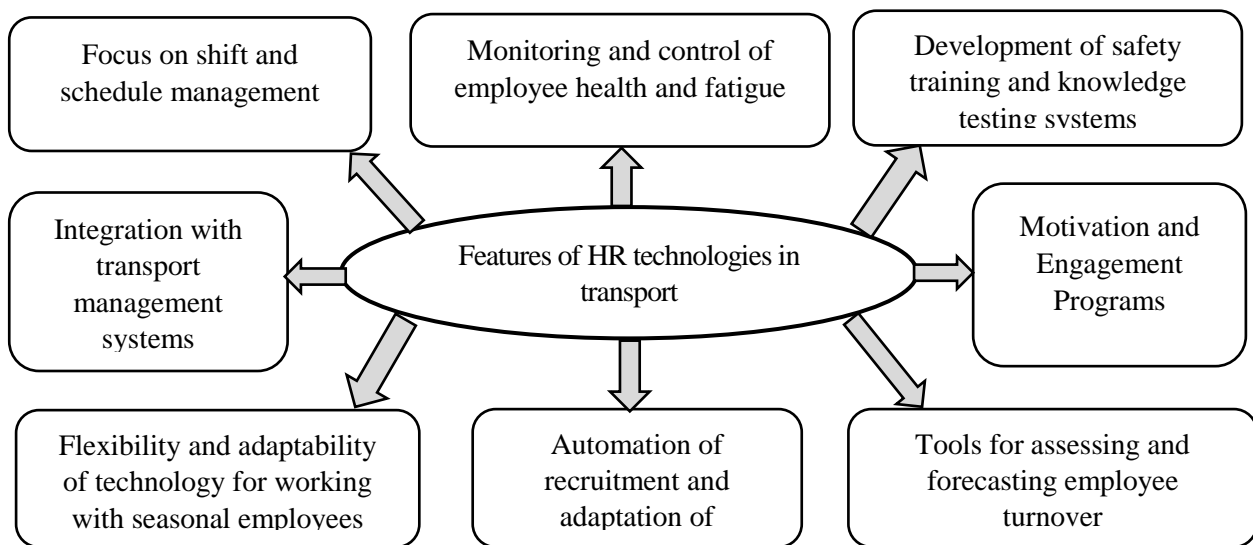 Focus on shift and
schedule management
Monitoring and control of
employee health and fatigue
Development of safety
training and knowledge
testing systems
Integration with
transport
management
systems
Features of HR technologies in
transport
Motivation and
Engagement
Programs
Flexibility and adaptability
of technology for working
with seasonal employees
Automation of
recruitment and
adaptation of
Tools for assessing and
forecasting employee
turnover